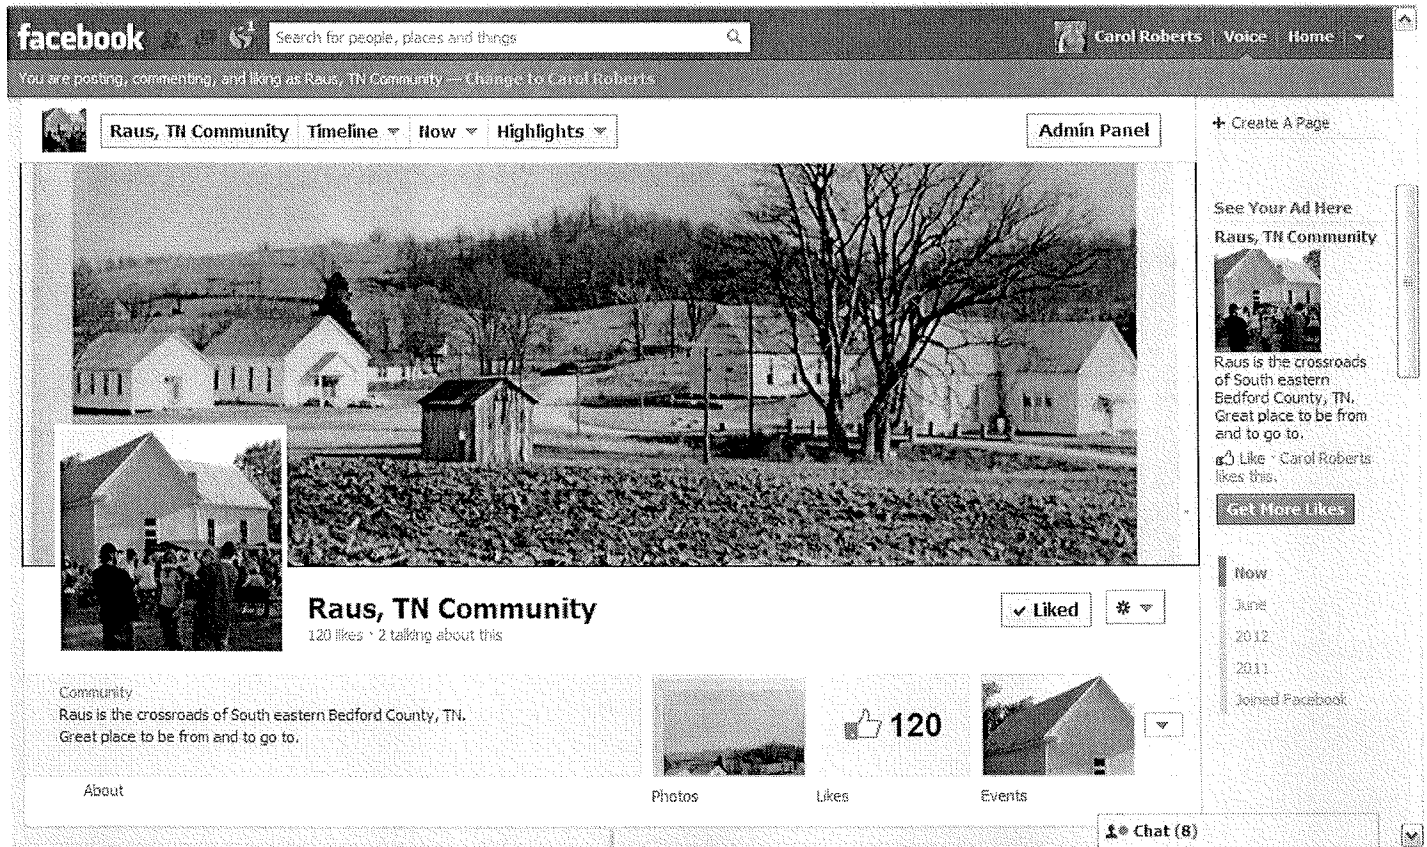 facebook
1
Search for people, places and things
Carol Roberts | Voice | Home
You are posting, commenting, and liking as Raus, TN Community — Change to Carol Roberts
Raus, TN Community
Timeline
Now
Highlights
Admin Panel
+ Create A Page
See Your Ad Here
Raus, TN Community
Raus is the crossroads
of South eastern
Bedford County, TN.
Great place to be from
and to go to.
Like · Carol Roberts
likes this.
Get More Likes
Now
June
2012
2011
Joined Facebook
Raus, TN Community
120 likes · 2 talking about this
✓ Liked
Community
Raus is the crossroads of South eastern Bedford County, TN.
Great place to be from and to go to.
About
120
Photos
Likes
Events
Chat (8)